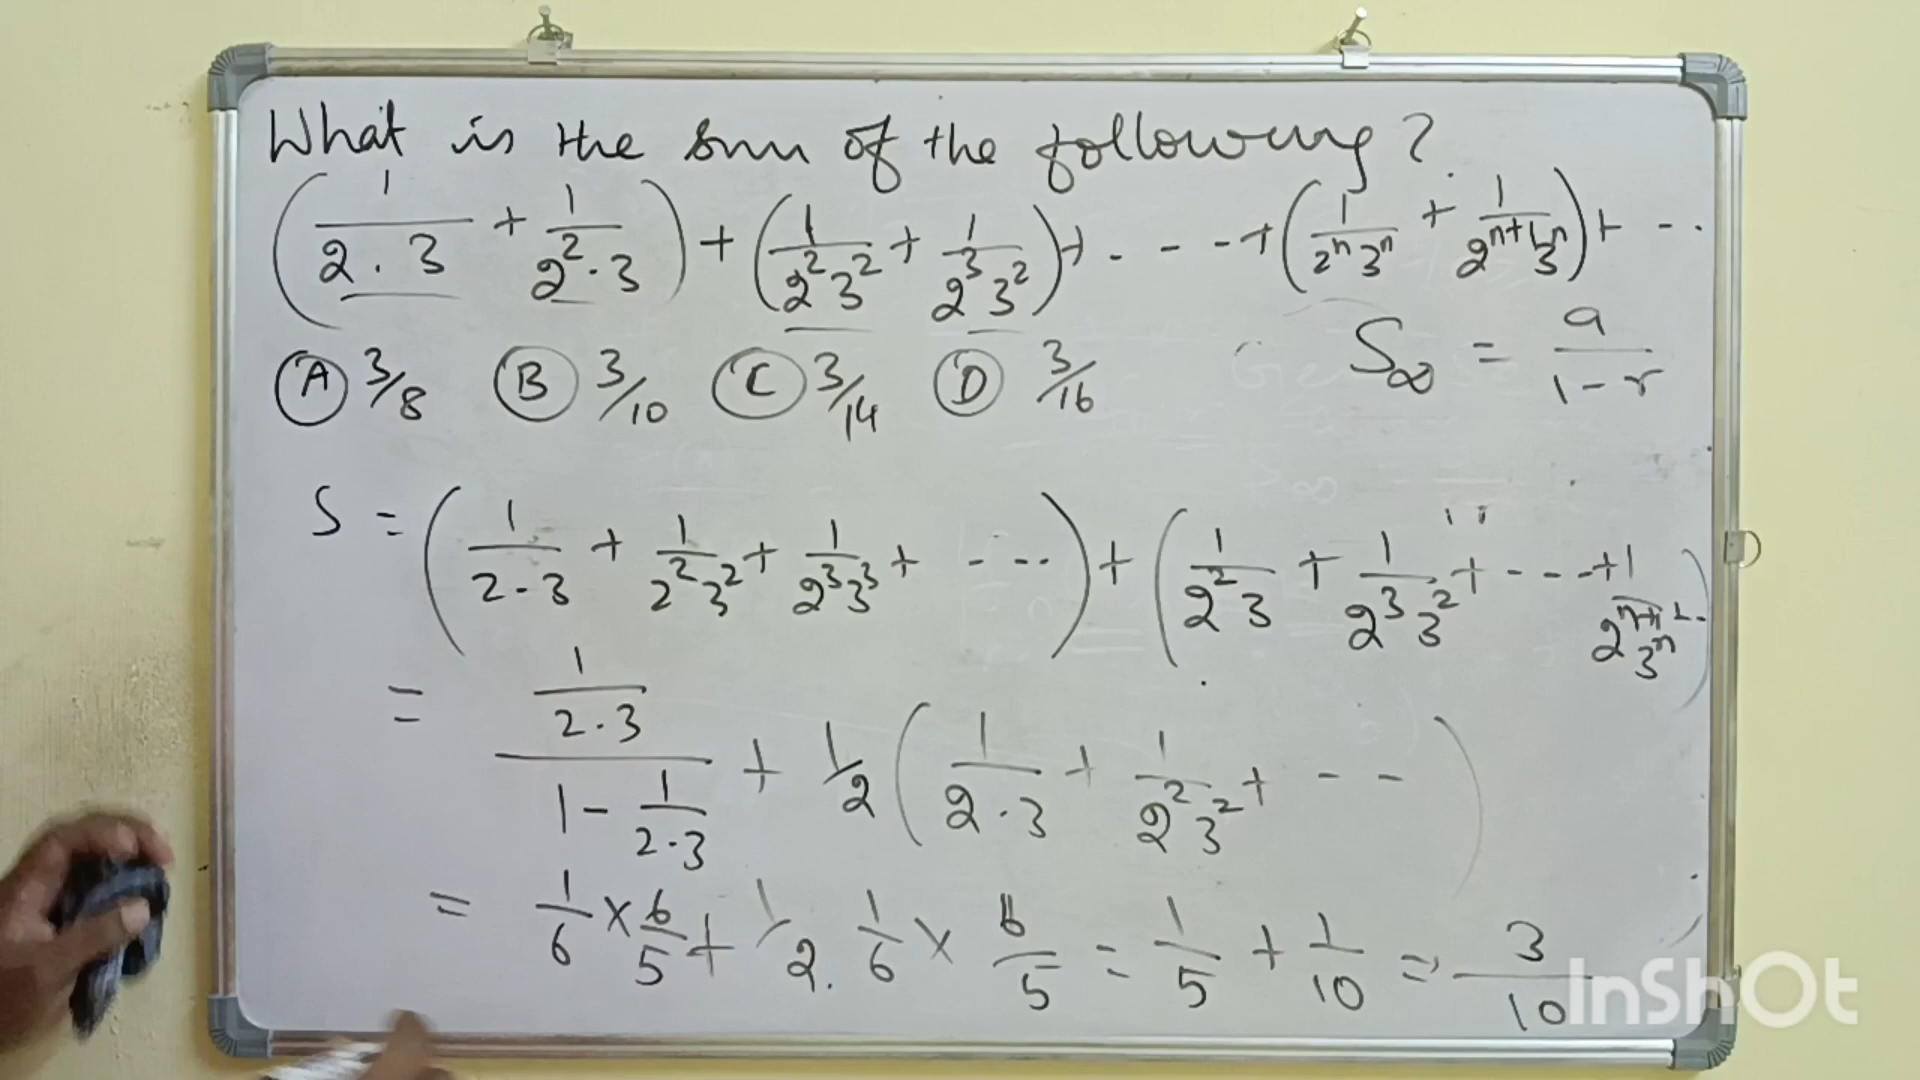 What is the sum of the following?
(1/2.3 + 1/2².3) + (1/2²3² + 1/2³3²) + . - - - + (1/2ⁿ3ⁿ + 1/2ⁿ⁺¹3ⁿ) + - ..
S∞ = a/1-r
(A) 3/8 (B) 3/10 (C) 3/14 (D) 3/16
S = (1/2-3 + 1/2²3² + 1/2³3³ + - - ..) + (1/2²3 + 1/2³3² + - - - + 1/2ⁿ⁺¹3ⁿ + ..)
= (1/2.3)/(1 - 1/2.3) + 1/2 (1/2.3 + 1/2²3² + - -)
= 1/6 × 6/5 + 1/2. 1/6 × 6/5 = 1/5 + 1/10 = 3/10
InShOt